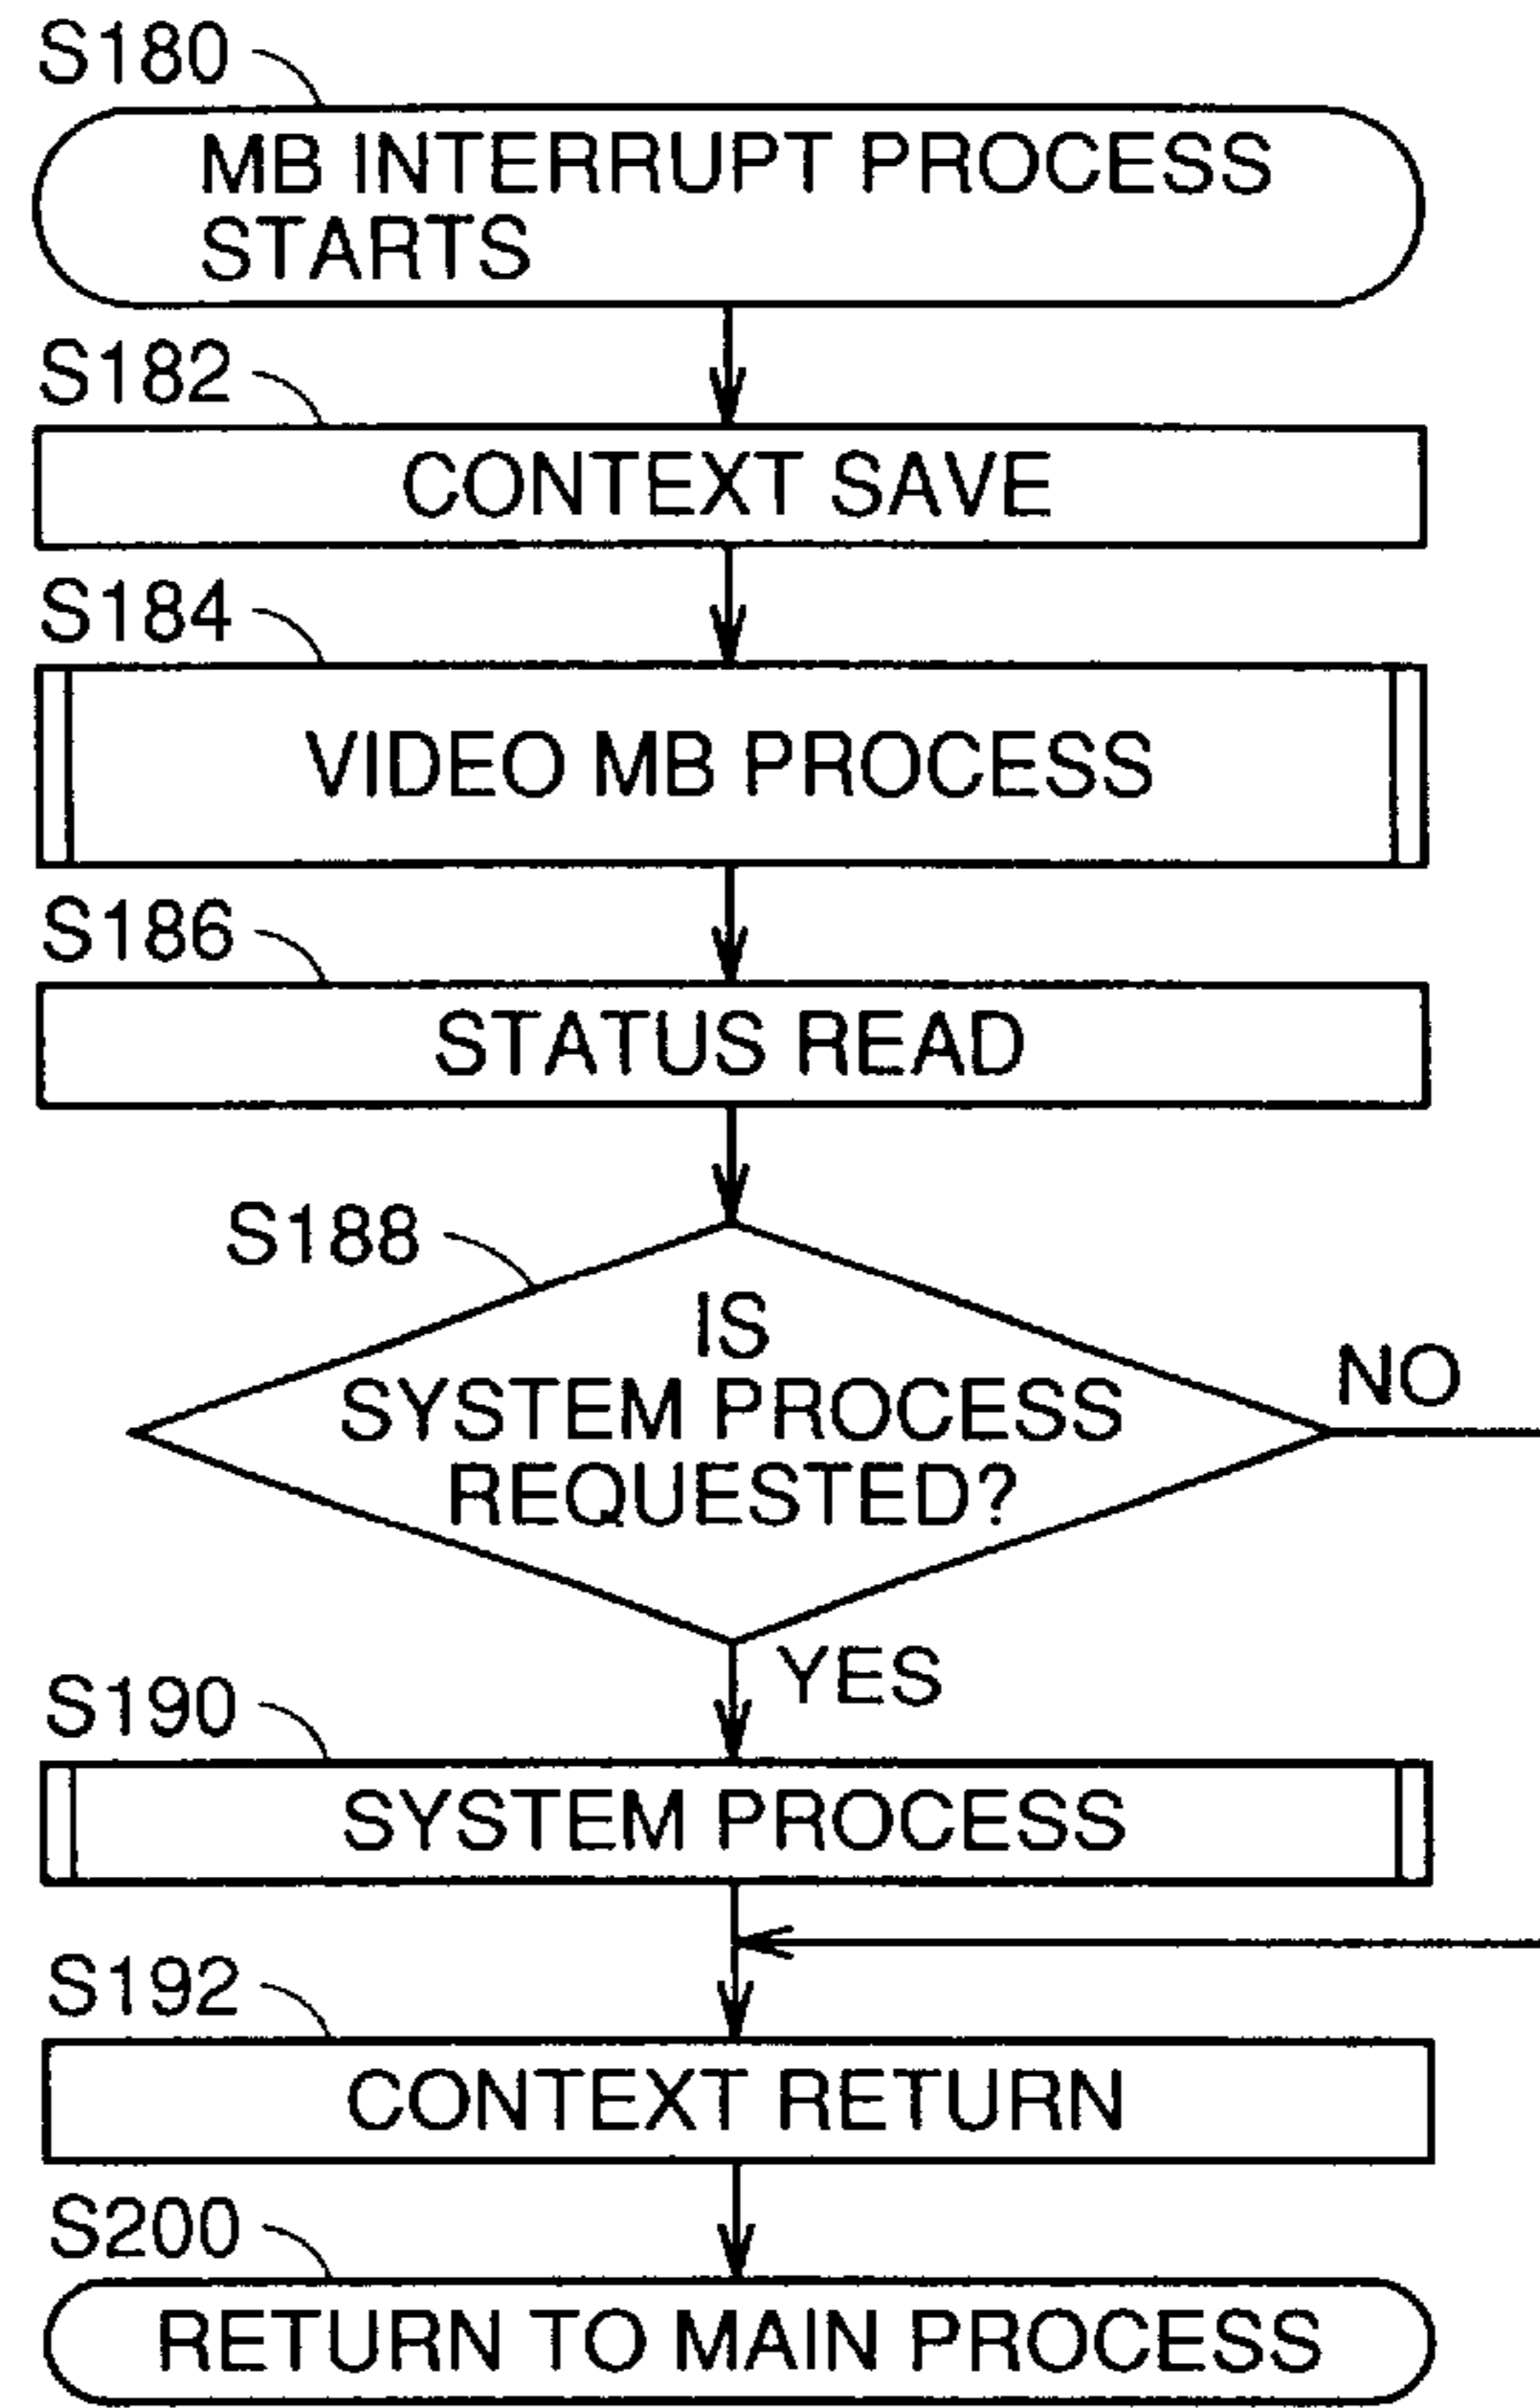 S180
MB INTERRUPT PROCESS
STARTS
S182
CONTEXT SAVE
S184
VIDEO MB PROCESS
S186
STATUS READ
S188
IS
SYSTEM PROCESS
REQUESTED?
NO
YES
S190
SYSTEM PROCESS
S192
CONTEXT RETURN
S200
RETURN TO MAIN PROCESS